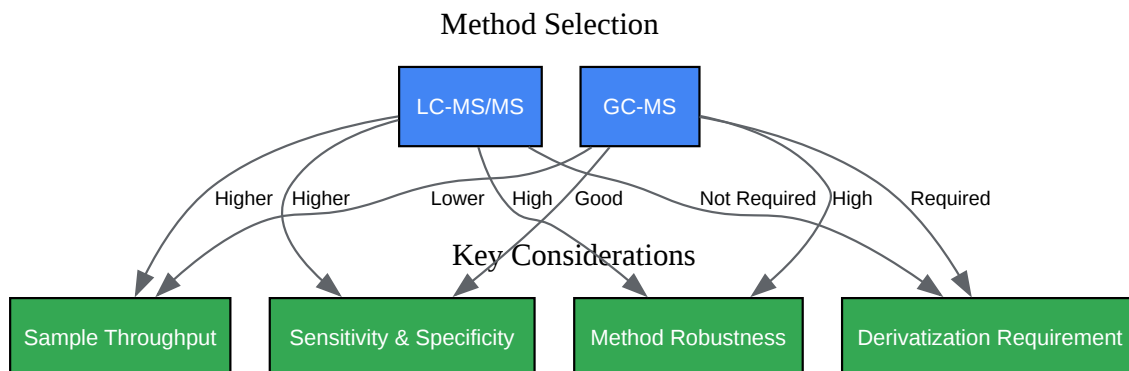 Method Selection
LC-MS/MS
GC-MS
Higher
Higher
Lower
High
Good
Not Required
High
Required
Key Considerations
Sample Throughput
Sensitivity & Specificity
Method Robustness
Derivatization Requirement